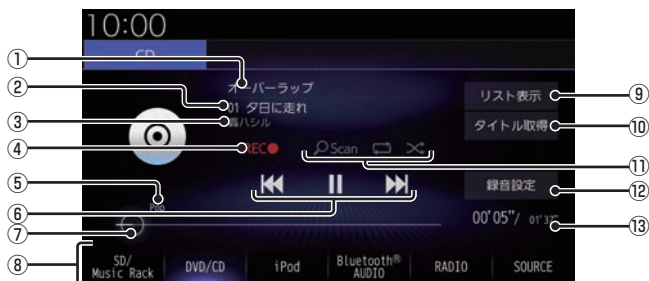 10:00
CD
① オーバーラップ
② 01 夕日に走れ
③ 轟ハシル
④ REC
Scan
⑤ Pop
⑥
⑦
⑧
リスト表示 ⑨
タイトル取得 ⑩
⑪
録音設定 ⑫
00'05"/ 01'37" ⑬
SD/
Music Rack
DVD/CD
iPod
Bluetooth®
AUDIO
RADIO
SOURCE